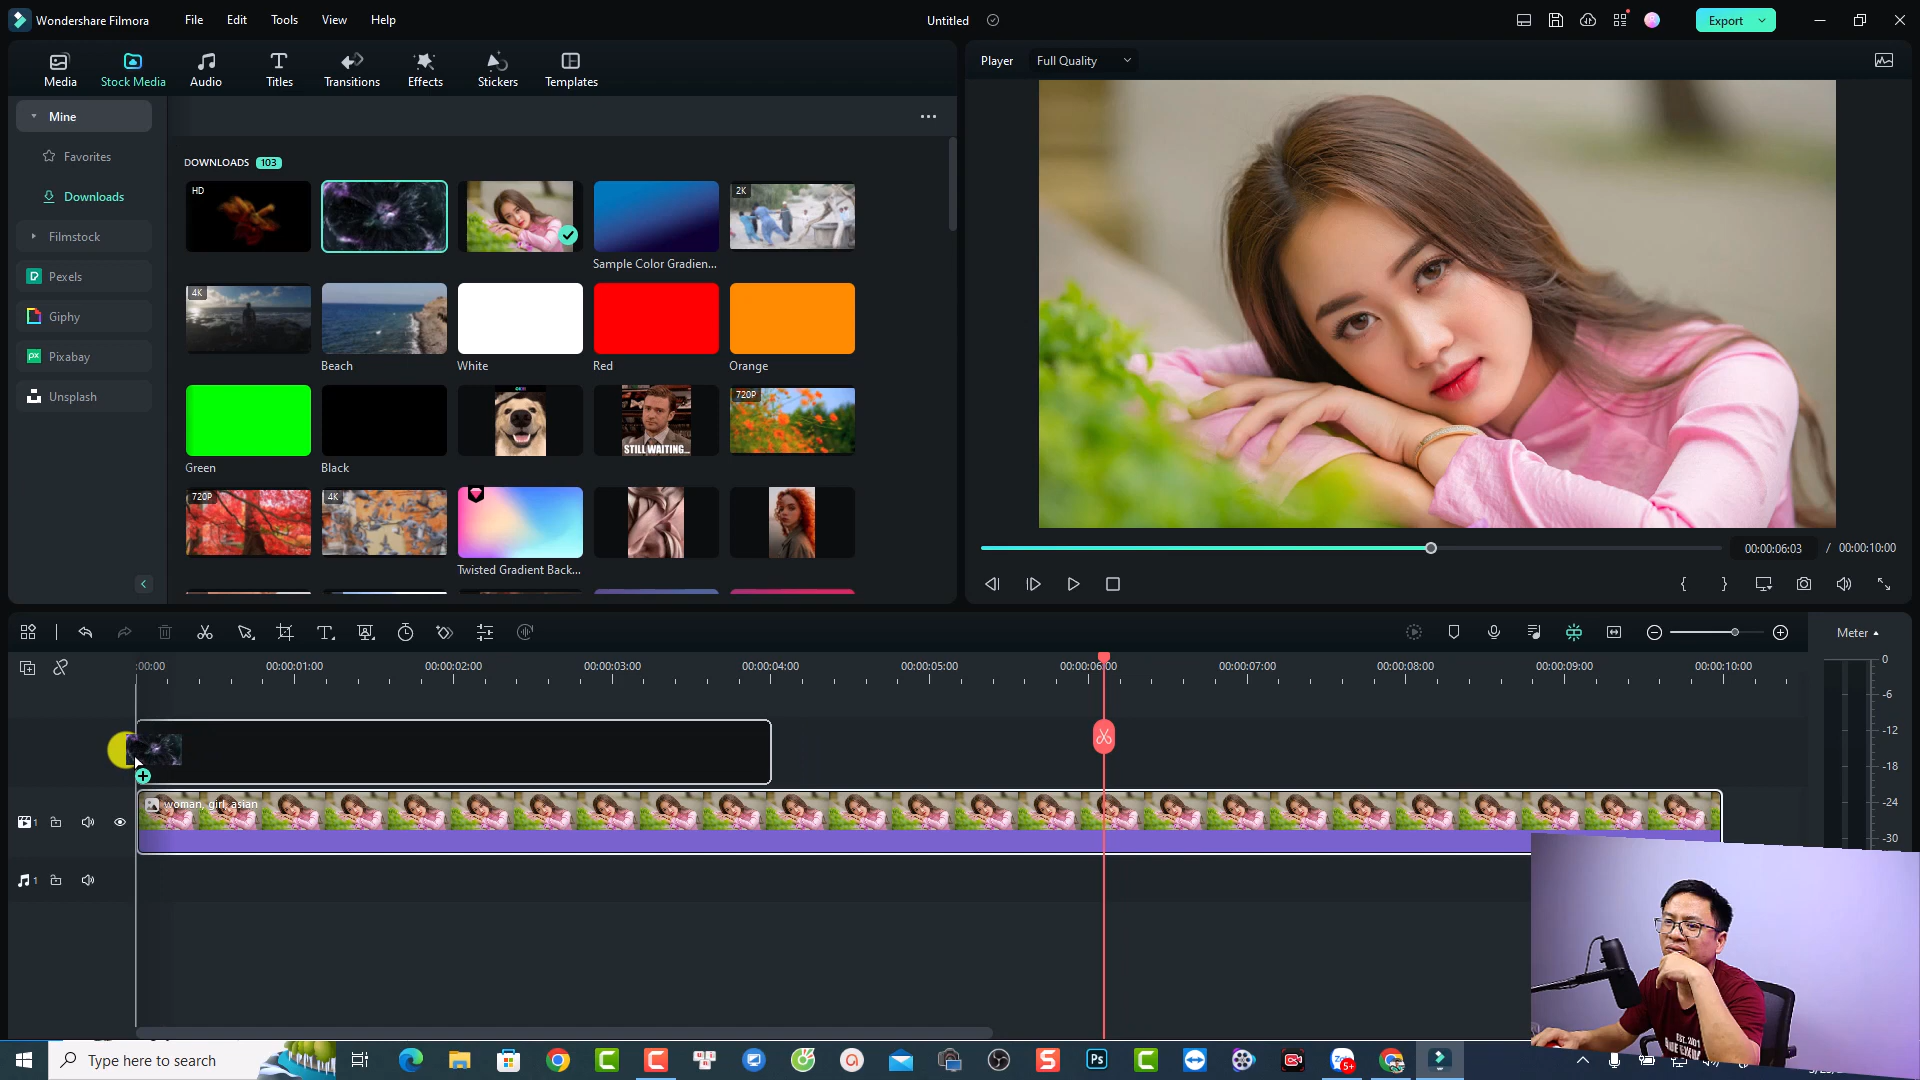 Wondershare Filmora File Edit Tools View Help Untitled Export
Media Stock Media Audio Titles Transitions Effects Stickers Templates
Player Full Quality
Mine
Favorites
Downloads
Filmstock
Pexels
Giphy
Pixabay
Unsplash
DOWNLOADS 103
HD
2K
Sample Color Gradien...
4K
Beach
White
Red
Orange
STILL WAITING...
720P
Green
Black
720P
4K
Twisted Gradient Back...
00:00:06:03 / 00:00:10:00
Meter
:00:00 00:00:01:00 00:00:02:00 00:00:03:00 00:00:04:00 00:00:05:00 00:00:06:00 00:00:07:00 00:00:08:00 00:00:09:00 00:00:10:00
0
-6
-12
-18
-24
-30
woman, girl, asian
1
1
Type here to search
Ps
Zalo
5+